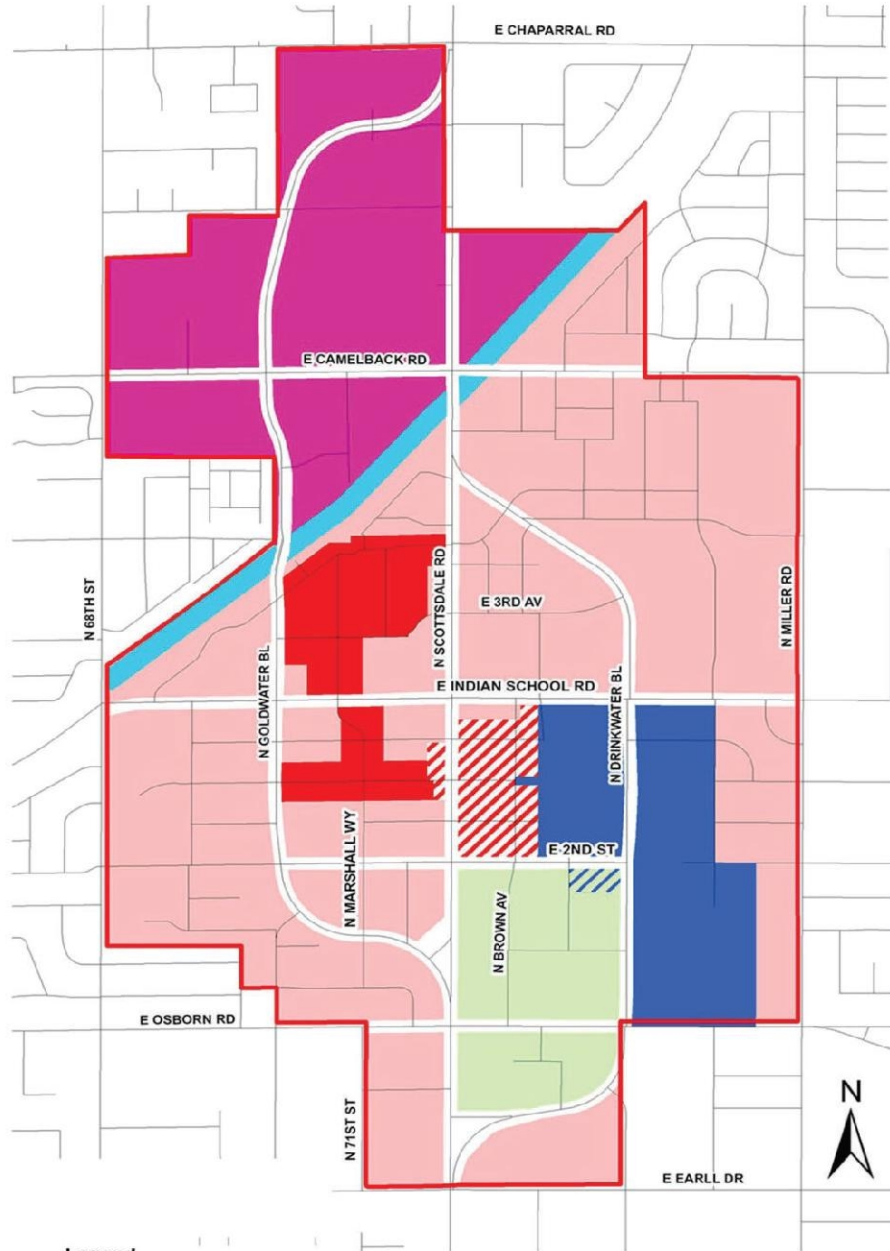 E CHAPARRAL RD
E CAMELBACK RD
N 68TH ST
N GOLDWATER BL
N SCOTTSDALE RD
E 3RD AV
N MILLER RD
E INDIAN SCHOOL RD
N DRINKWATER BL
N MARSHALL WY
E 2ND ST
N BROWN AV
E OSBORN RD
N 71ST ST
N
E EARLL DR